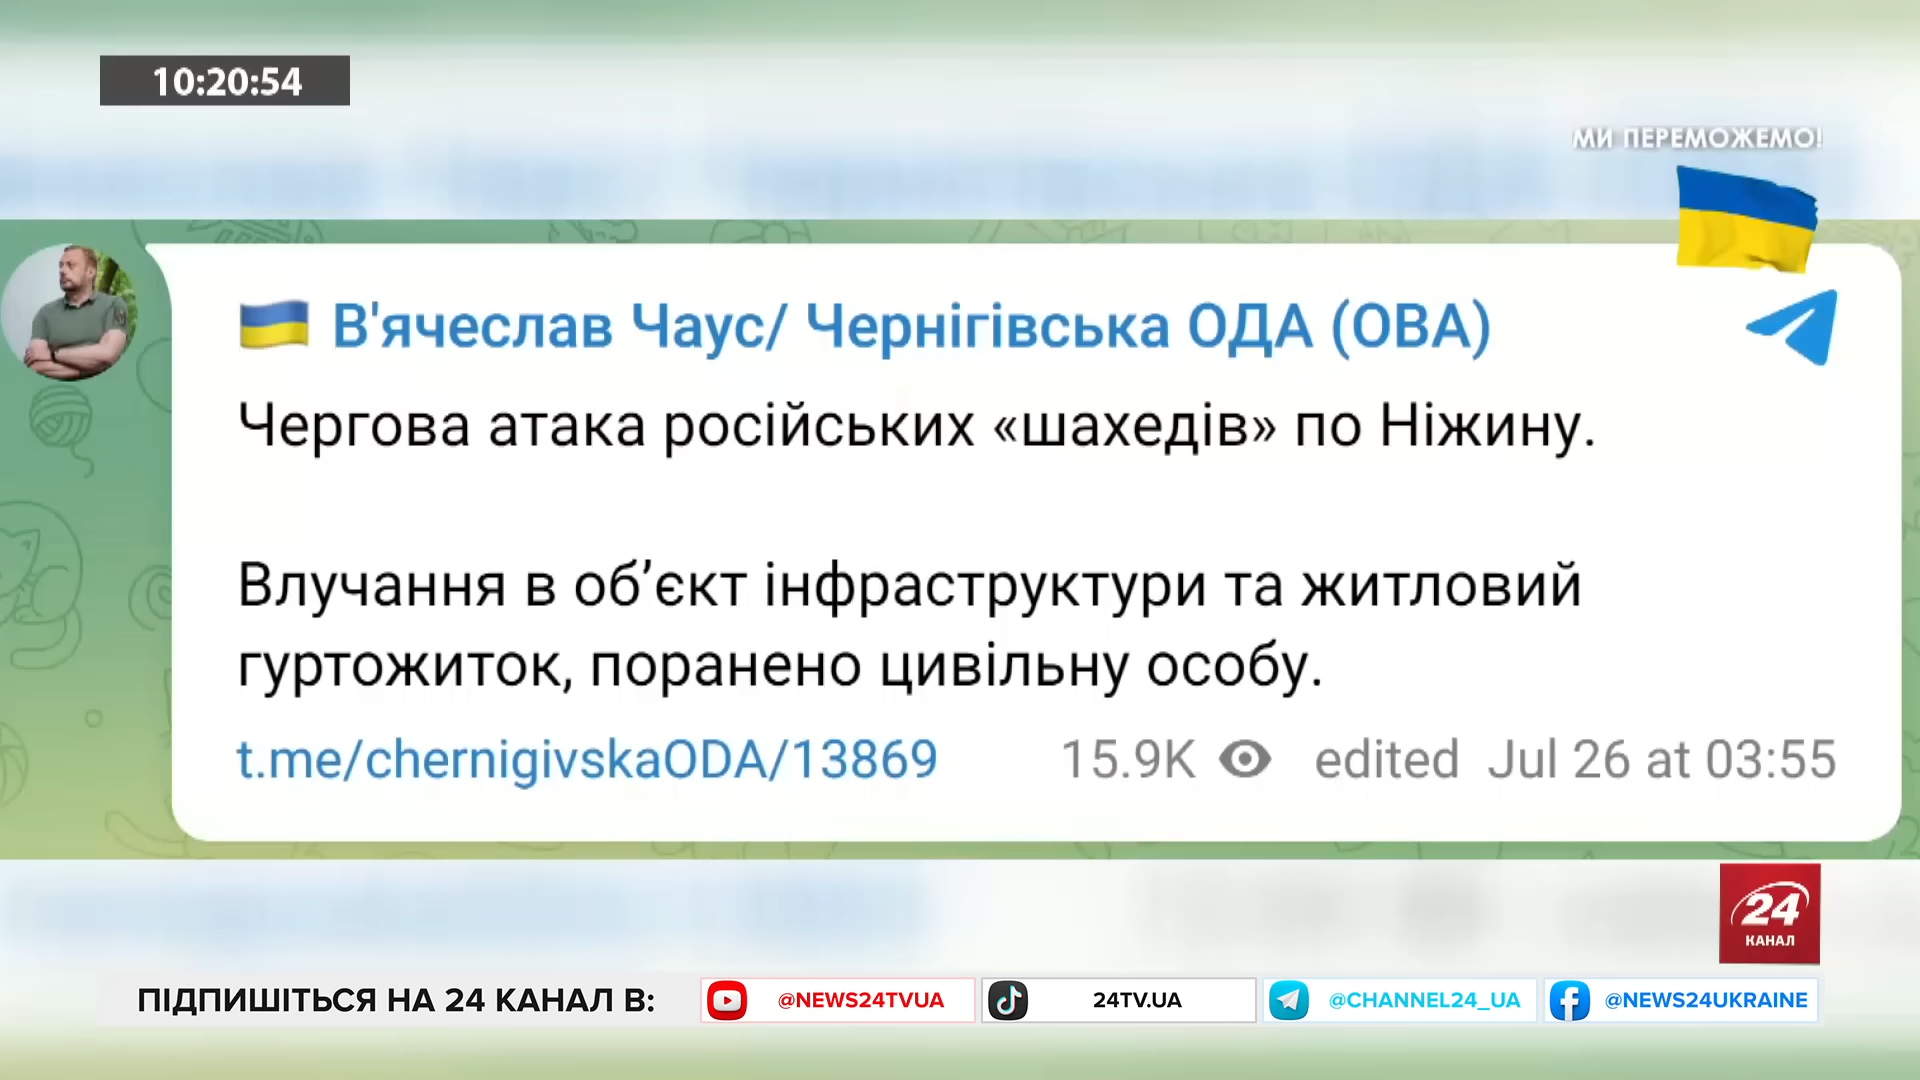 10:20:54
МИ ПЕРЕМОЖЕМО!
В'ячеслав Чаус/ Чернігівська ОДА (ОВА)
Чергова атака російських «шахедів» по Ніжину.
Влучання в об’єкт інфраструктури та житловий
гуртожиток, поранено цивільну особу.
t.me/chernigivskaODA/13869 15.9K edited Jul 26 at 03:55
24
КАНАЛ
ПІДПИШІТЬСЯ НА 24 КАНАЛ В: @NEWS24TVUA 24TV.UA @CHANNEL24_UA @NEWS24UKRAINE